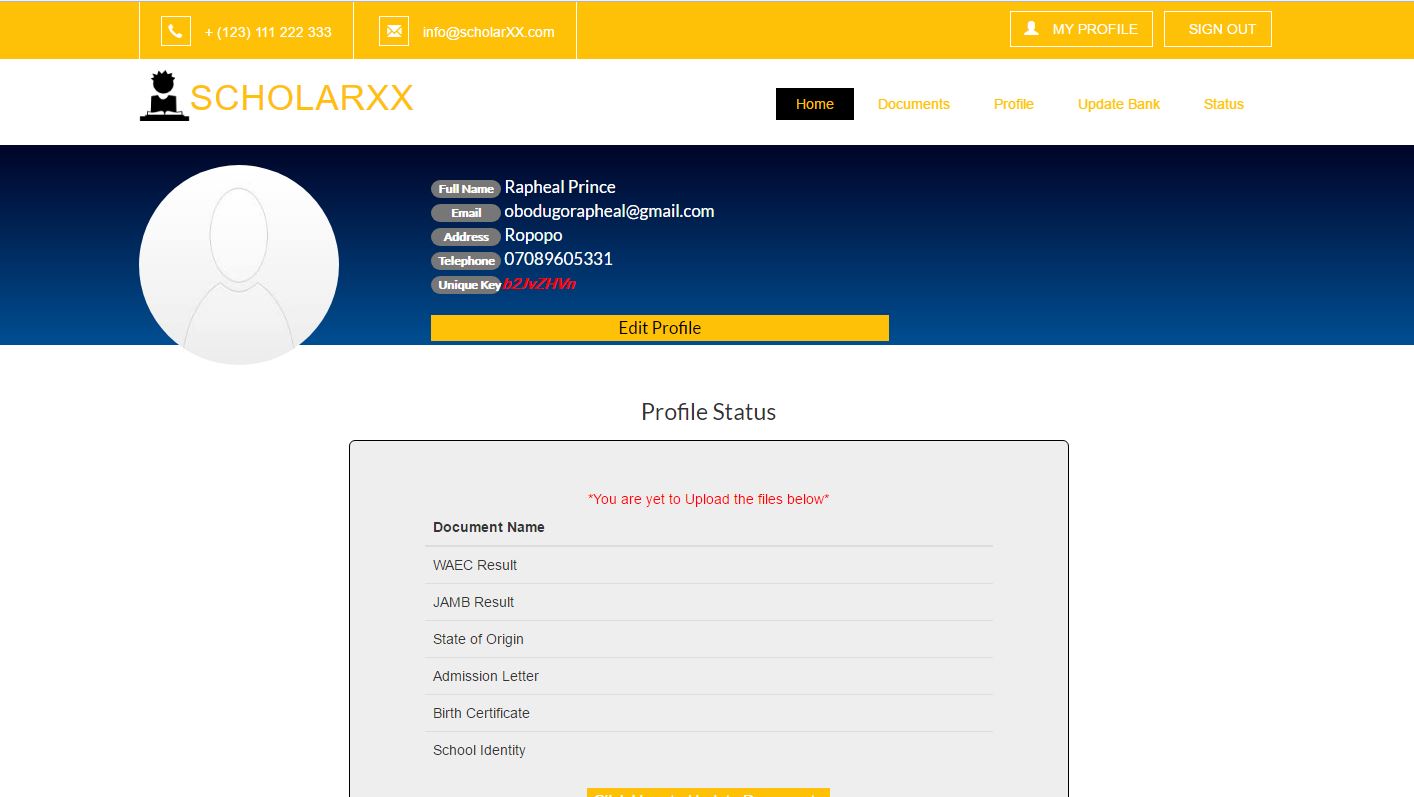 + (123) 111 222 333 info@scholarXX.com MY PROFILE SIGN OUT
SCHOLARXX
Home Documents Profile Update Bank Status
Full Name Rapheal Prince
Email obodugorapheal@gmail.com
Address Ropopo
Telephone 07089605331
Unique Key b2JvZHVn
Edit Profile
Profile Status
*You are yet to Upload the files below*
Document Name
WAEC Result
JAMB Result
State of Origin
Admission Letter
Birth Certificate
School Identity